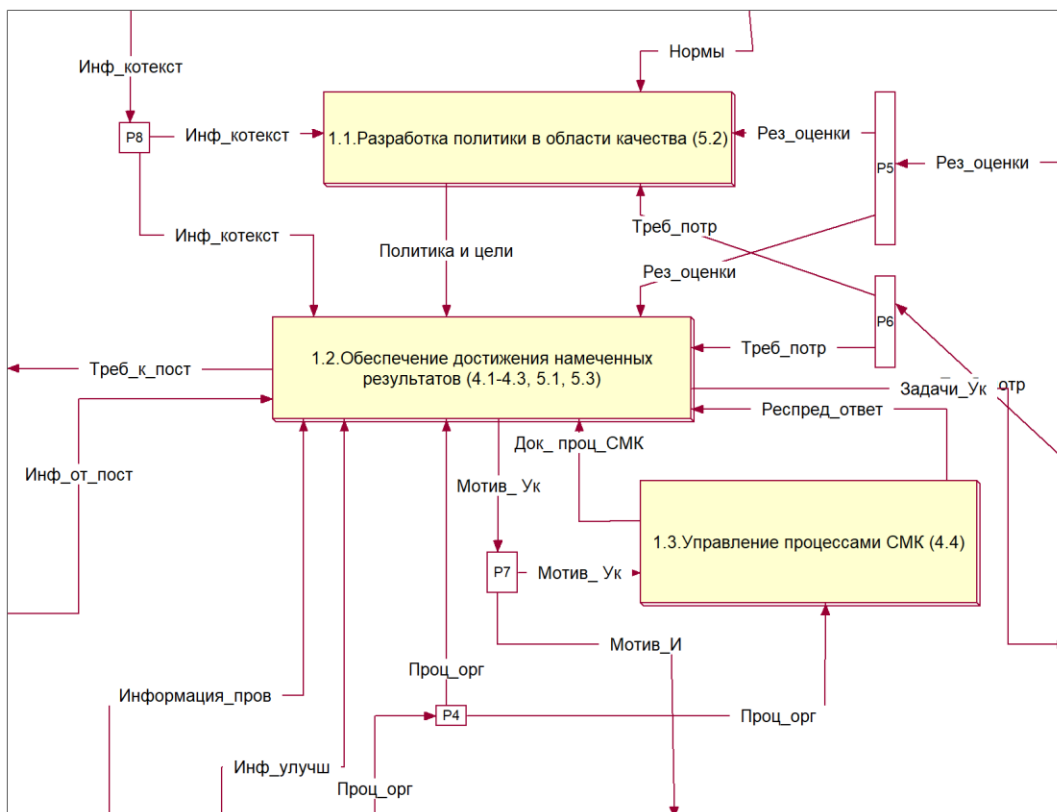 Нормы
Инф_котекст
P8
Инф_котекст
1.1.Разработка политики в области качества (5.2)
Рез_оценки
P5
Рез_оценки
Инф_котекст
Политика и цели
Треб_потр
Рез_оценки
P6
Треб_к_пост
1.2.Обеспечение достижения намеченных
результатов (4.1-4.3, 5.1, 5.3)
Треб_потр
Задачи_Ук
отр
Респред_ответ
Инф_от_пост
Док_ проц_СМК
Мотив_ Ук
1.3.Управление процессами СМК (4.4)
P7
Мотив_ Ук
Мотив_И
Проц_орг
Информация_пров
P4
Проц_орг
Инф_улучш
Проц_орг